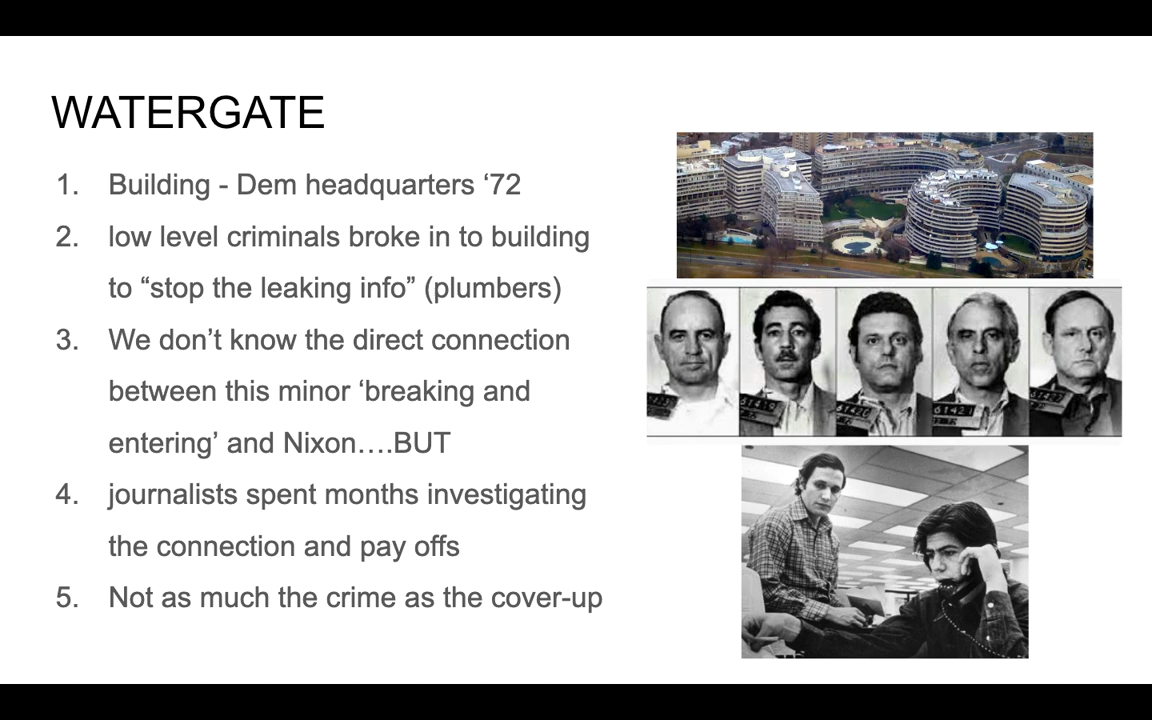 WATERGATE
1. Building - Dem headquarters ‘72
2. low level criminals broke in to building
to “stop the leaking info” (plumbers)
3. We don’t know the direct connection
between this minor ‘breaking and
entering’ and Nixon….BUT
4. journalists spent months investigating
the connection and pay offs
5. Not as much the crime as the cover-up